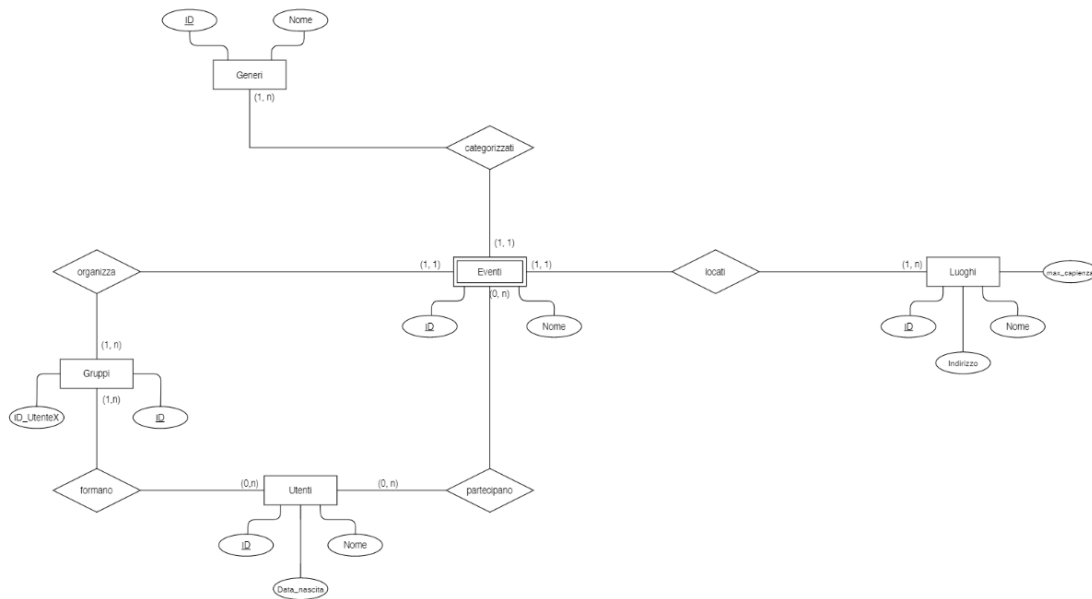 ID
Nome
Generi
(1, n)
categorizzati
(1, 1)
organizza
(1, 1)
Eventi
(1, 1)
locati
(1, n)
Luoghi
max_capienza
(0, n)
ID
Nome
ID
Nome
Indirizzo
(1, n)
Gruppi
(1,n)
ID_UtenteX
ID
formano
(0,n)
Utenti
(0, n)
partecipano
ID
Nome
Data_nascita